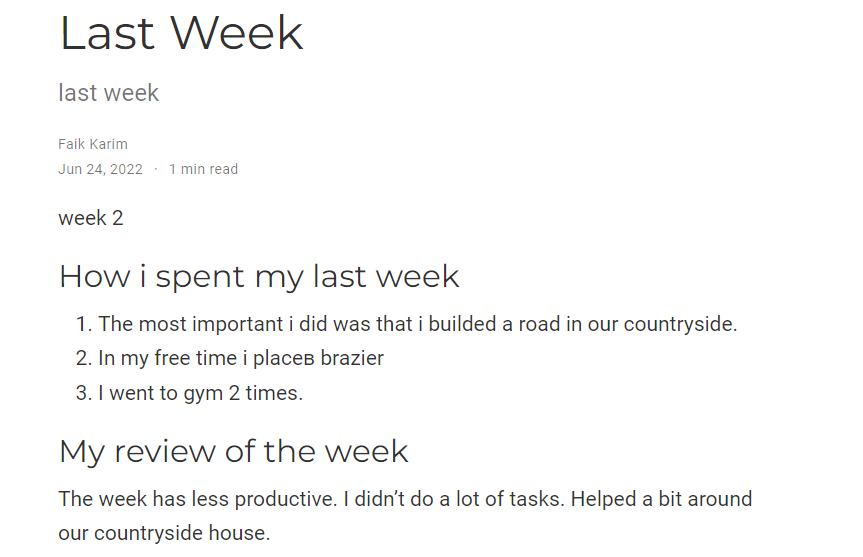 Last Week
last week
Faik Karim
Jun 24, 2022 · 1 min read
week 2
How i spent my last week
1. The most important i did was that i builded a road in our countryside.
2. In my free time i placeв brazier
3. I went to gym 2 times.
My review of the week
The week has less productive. I didn’t do a lot of tasks. Helped a bit around
our countryside house.